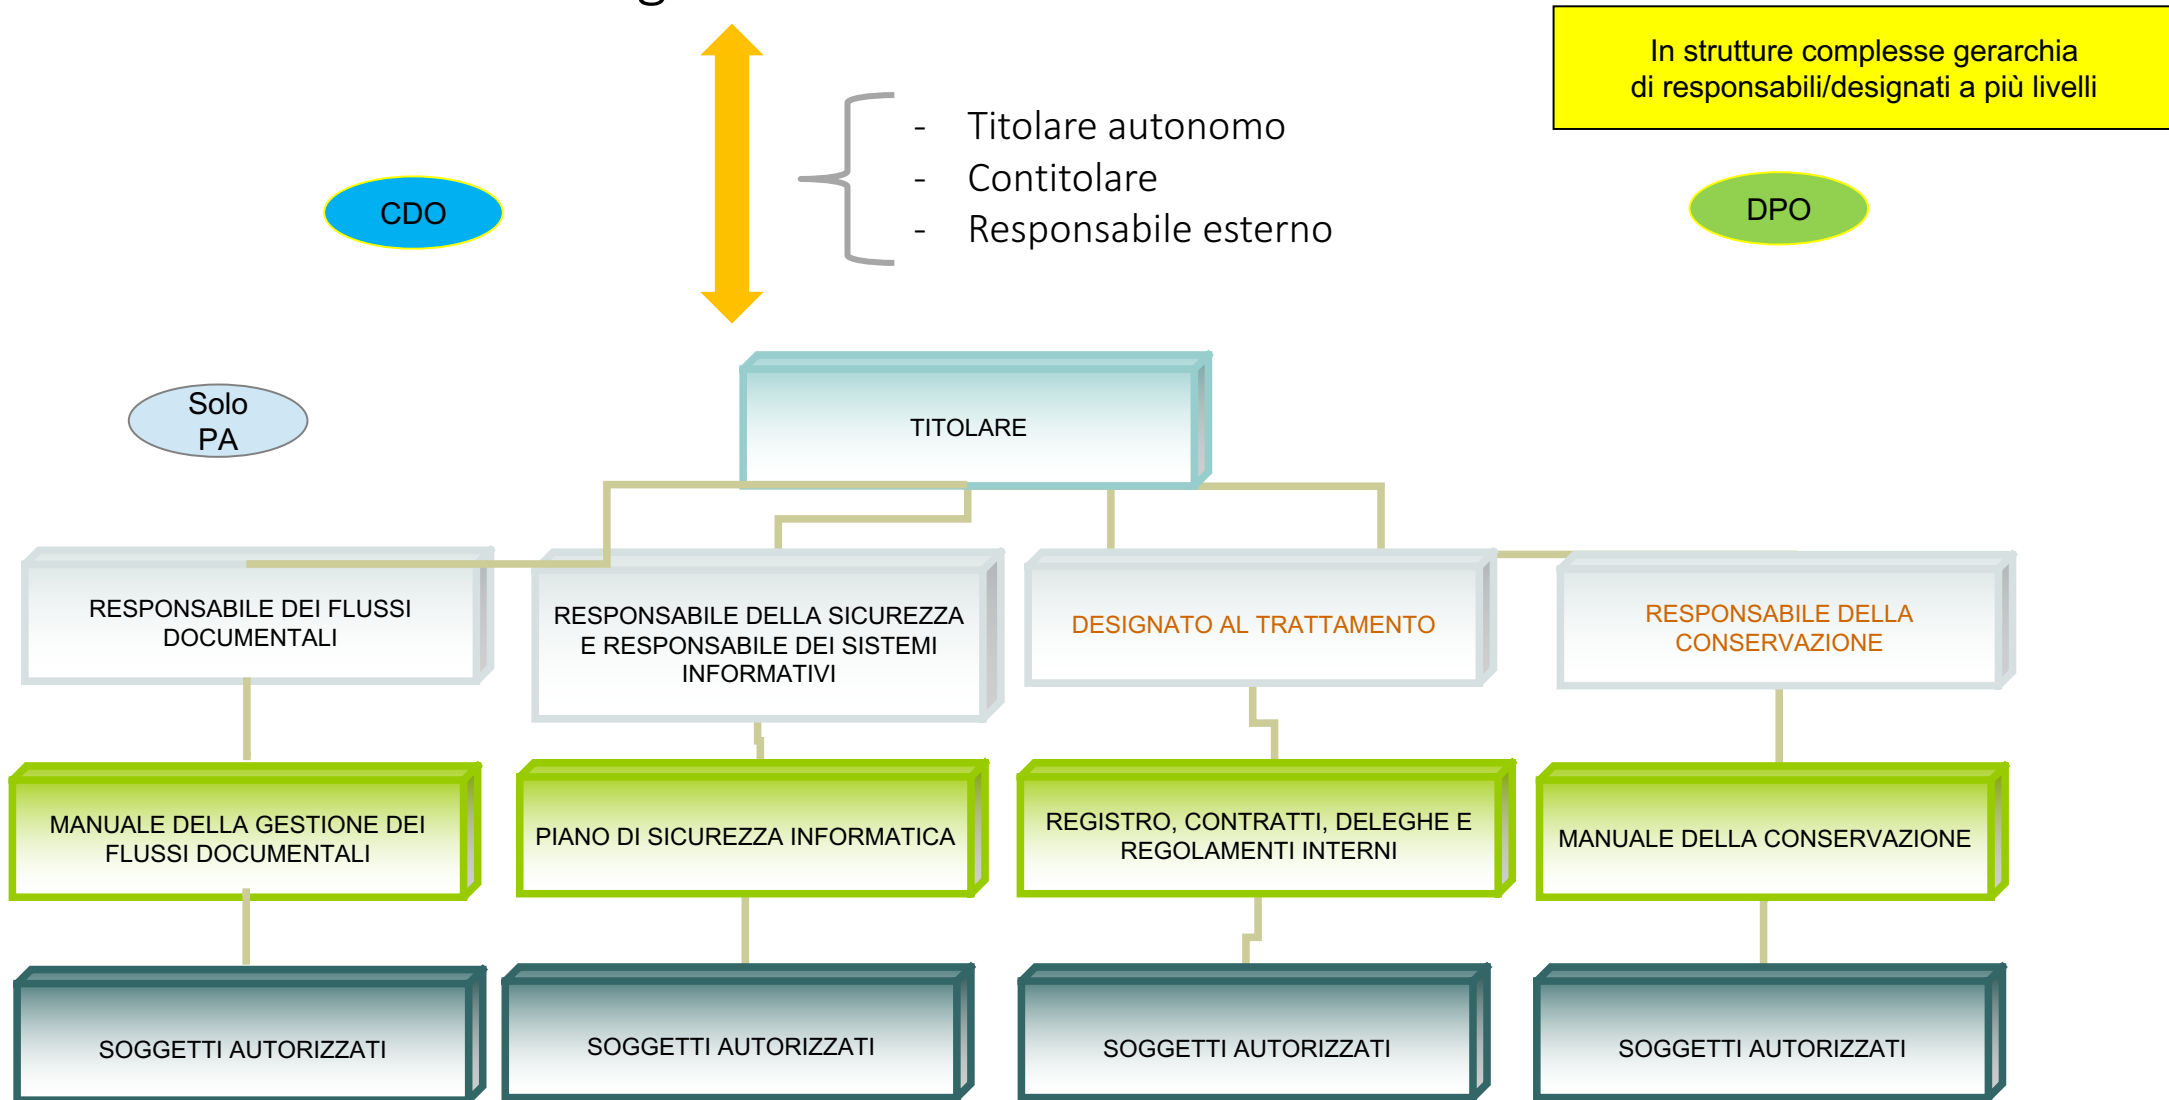 In strutture complesse gerarchia
di responsabili/designati a più livelli
- Titolare autonomo
- Contitolare
- Responsabile esterno
CDO
DPO
Solo
PA
TITOLARE
RESPONSABILE DEI FLUSSI
DOCUMENTALI
RESPONSABILE DELLA SICUREZZA
E RESPONSABILE DEI SISTEMI
INFORMATIVI
DESIGNATO AL TRATTAMENTO
RESPONSABILE DELLA
CONSERVAZIONE
MANUALE DELLA GESTIONE DEI
FLUSSI DOCUMENTALI
PIANO DI SICUREZZA INFORMATICA
REGISTRO, CONTRATTI, DELEGHE E
REGOLAMENTI INTERNI
MANUALE DELLA CONSERVAZIONE
SOGGETTI AUTORIZZATI
SOGGETTI AUTORIZZATI
SOGGETTI AUTORIZZATI
SOGGETTI AUTORIZZATI